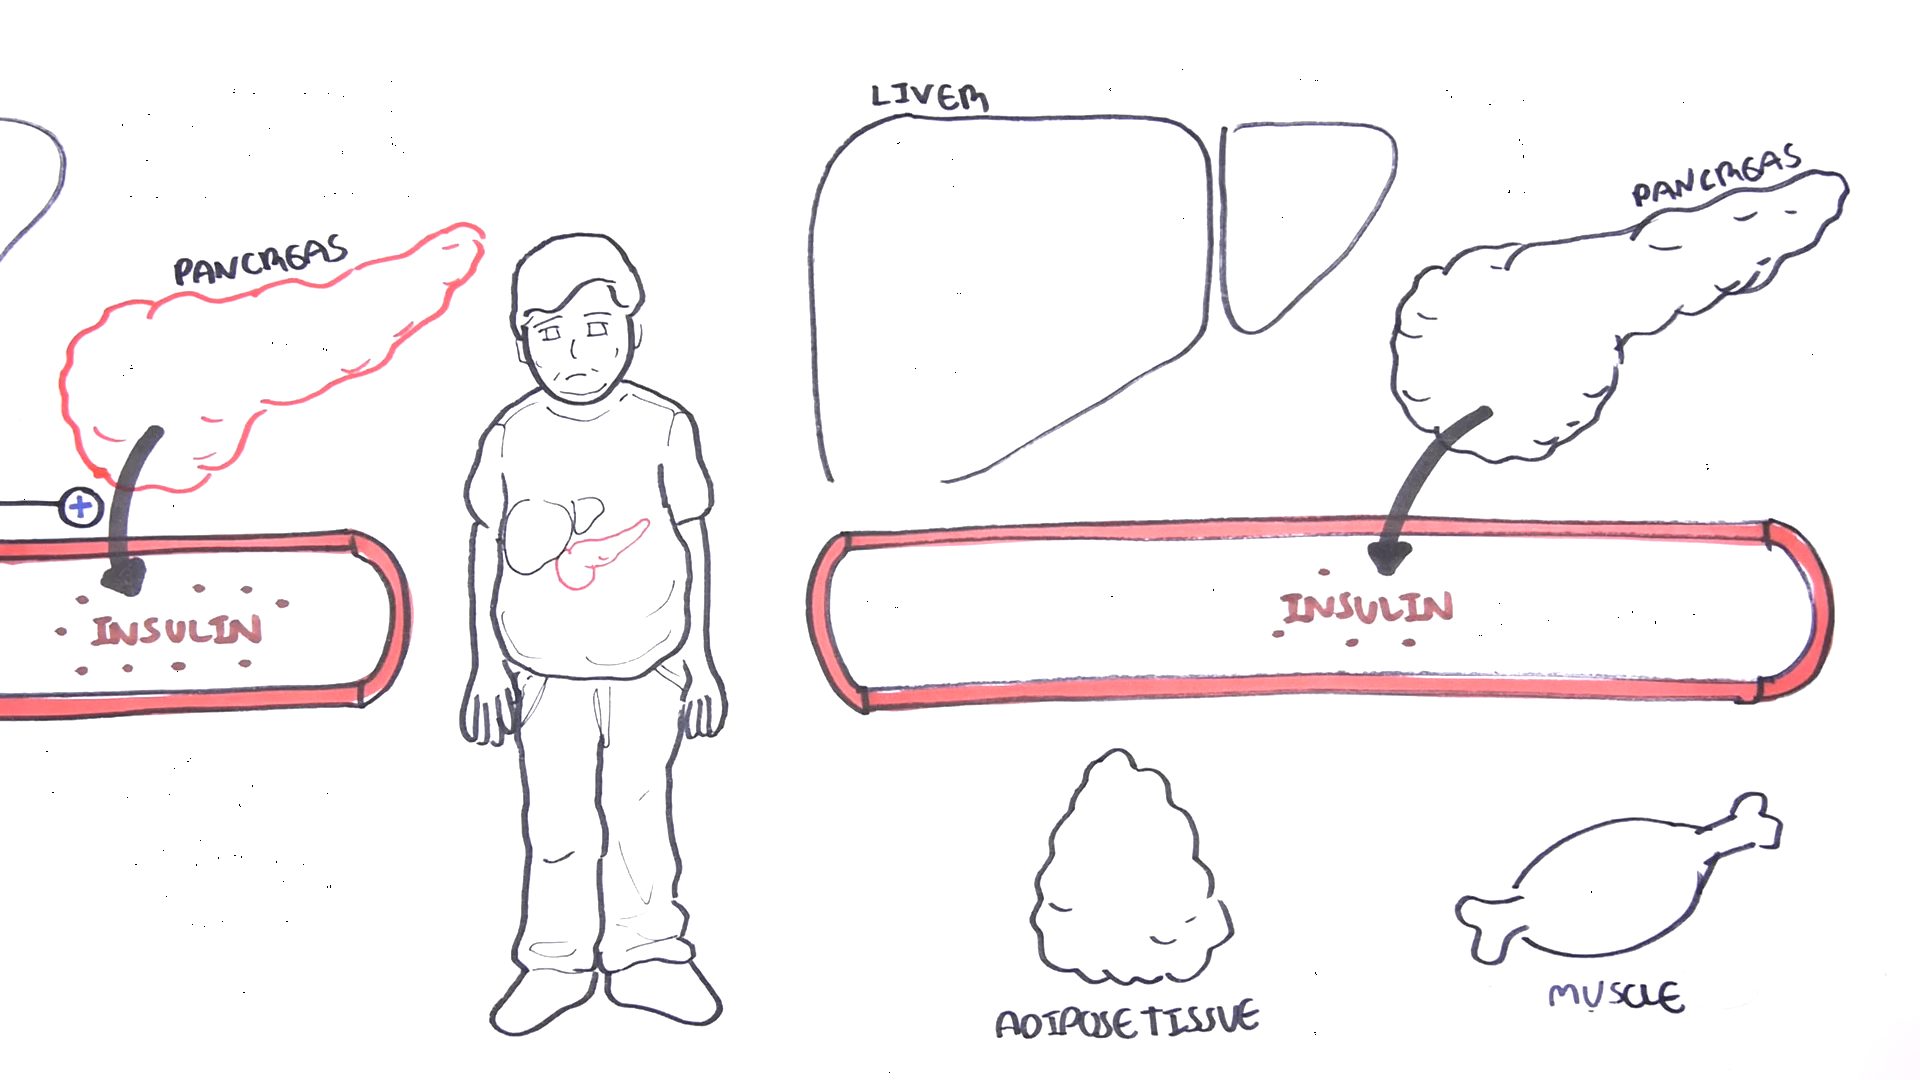 LIVER
PANCREAS
PANCREAS
+
INSULIN
INSULIN
ADIPOSE TISSUE
MUSCLE